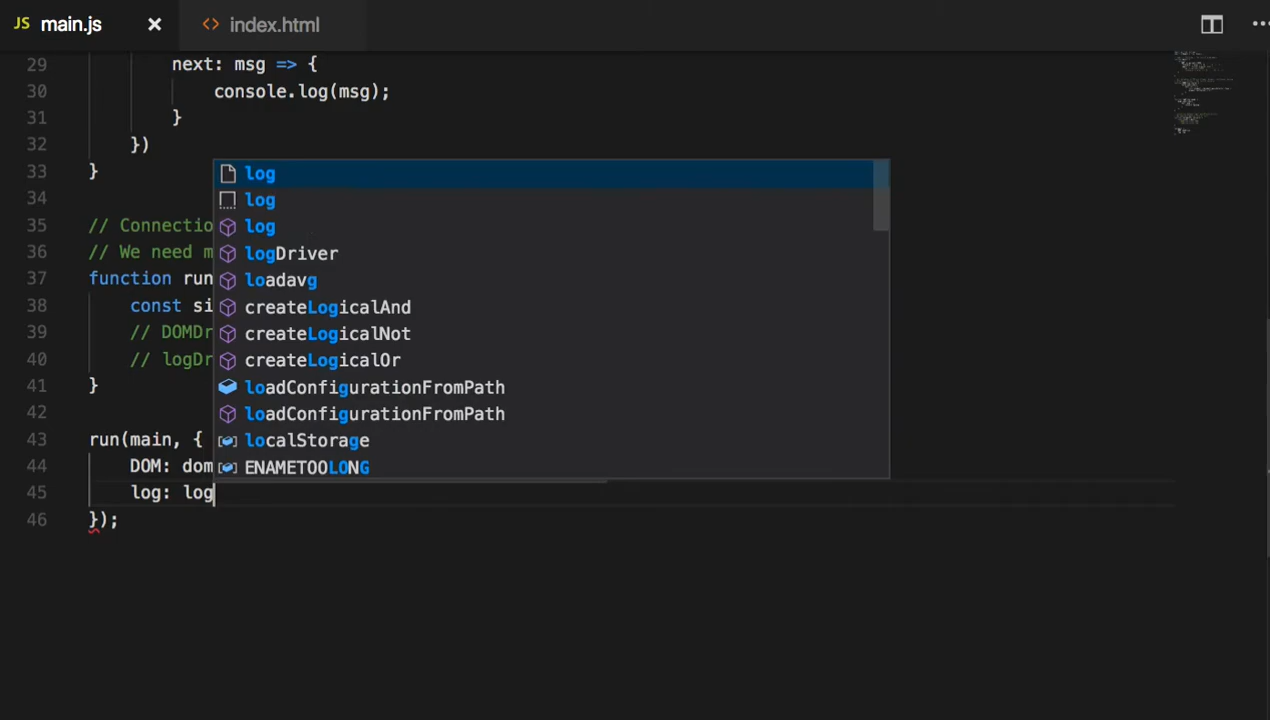 JS main.js × <> index.html
29 next: msg => {
30 console.log(msg);
31 }
32 })
33 }
34
35 // Connectio
36 // We need m
37 function run
38 const si
39 // DOMDr
40 // logDr
41 }
42
43 run(main, {
44 DOM: dom
45 log: log
46 });
log
log
log
logDriver
loadavg
createLogicalAnd
createLogicalNot
createLogicalOr
loadConfigurationFromPath
loadConfigurationFromPath
localStorage
ENAMETOOLONG